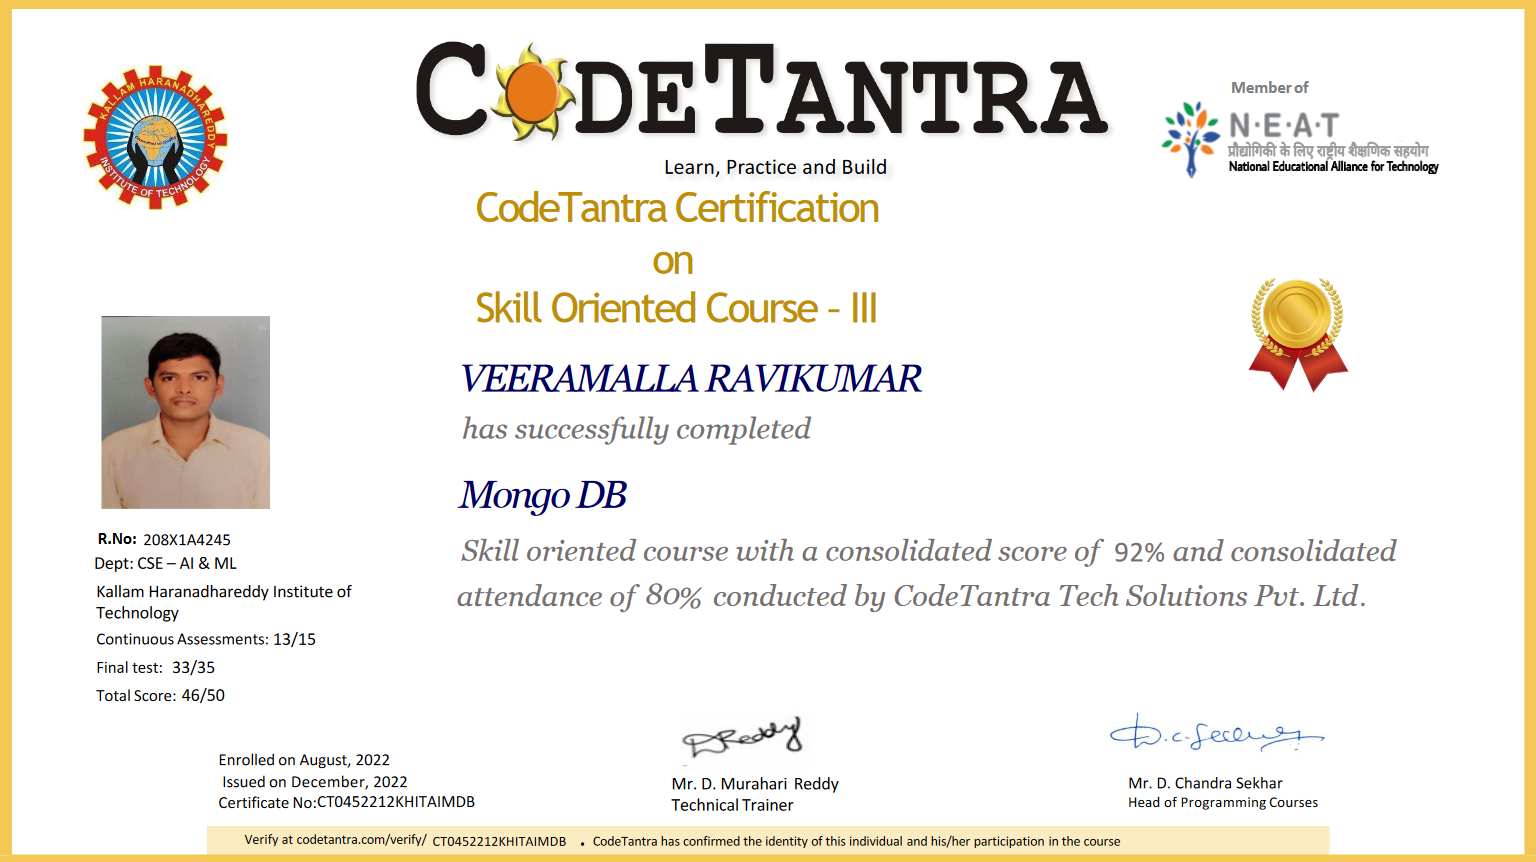 KALLAM HARANADHAREDDY
INSTITUTE OF TECHNOLOGY
CODETANTRA
Learn, Practice and Build
Member of
N·E·A·T
प्रौद्योगिकी के लिए राष्ट्रीय शैक्षणिक सहयोग
National Educational Alliance for Technology
CodeTantra Certification
on
Skill Oriented Course - III
VEERAMALLA RAVIKUMAR
has successfully completed
Mongo DB
Skill oriented course with a consolidated score of 92% and consolidated
attendance of 80% conducted by CodeTantra Tech Solutions Pvt. Ltd.
R.No: 208X1A4245
Dept: CSE – AI & ML
Kallam Haranadhareddy Institute of
Technology
Continuous Assessments: 13/15
Final test: 33/35
Total Score: 46/50
Enrolled on August, 2022
Issued on December, 2022
Certificate No:CT0452212KHITAIMDB
DReddy
Mr. D. Murahari Reddy
Technical Trainer
Mr. D. Chandra Sekhar
Head of Programming Courses
Verify at codetantra.com/verify/ CT0452212KHITAIMDB . CodeTantra has confirmed the identity of this individual and his/her participation in the course